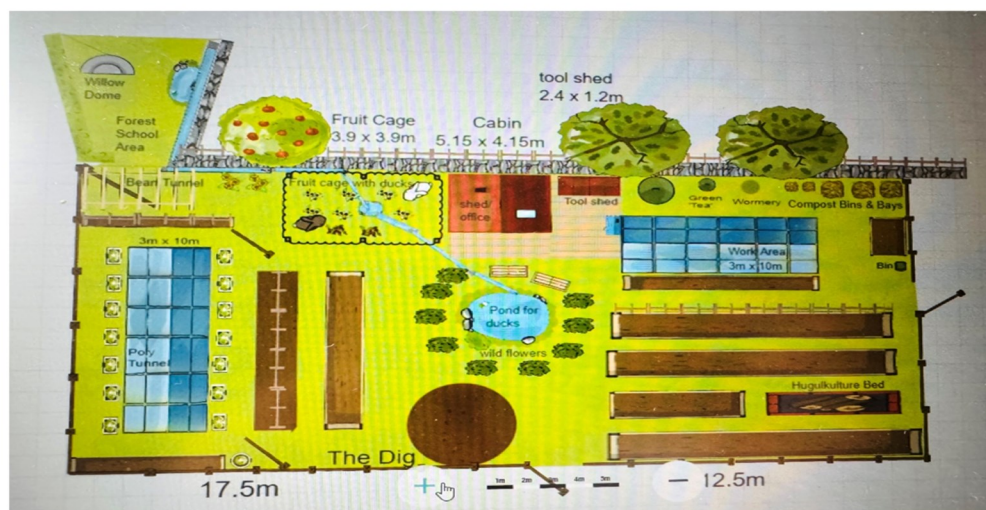 tool shed
2.4 x 1.2m
Willow
Dome
Forest
School
Area
Fruit Cage
3.9 x 3.9m
Cabin
5.15 x 4.15m
Bean Tunnel
Fruit cage with ducks
shed/
office
Tool shed
Green
'Tea'
Wormery
Compost Bins & Bays
3m x 10m
Work Area
3m x 10m
Bin
Poly
Tunnel
Pond for
ducks
wild flowers
Hugulkulture Bed
The Dig
17.5m
+
1m 2m 3m 4m 5m
— 12.5m